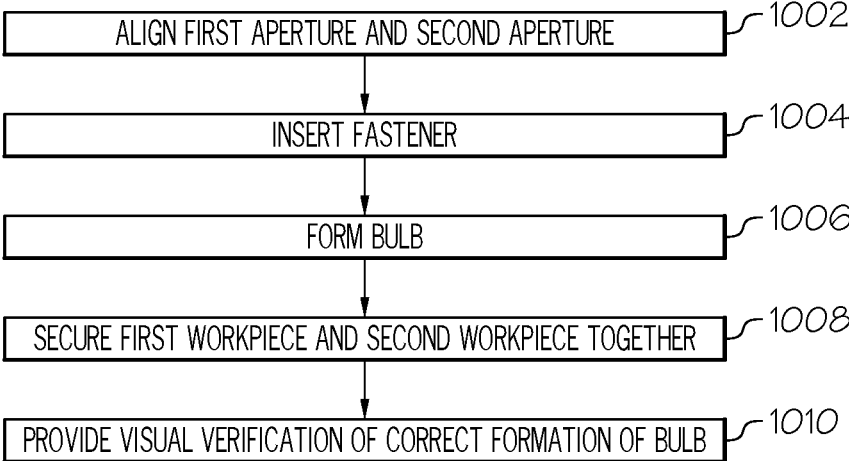 ALIGN FIRST APERTURE AND SECOND APERTURE 1002
INSERT FASTENER 1004
FORM BULB 1006
SECURE FIRST WORKPIECE AND SECOND WORKPIECE TOGETHER 1008
PROVIDE VISUAL VERIFICATION OF CORRECT FORMATION OF BULB 1010